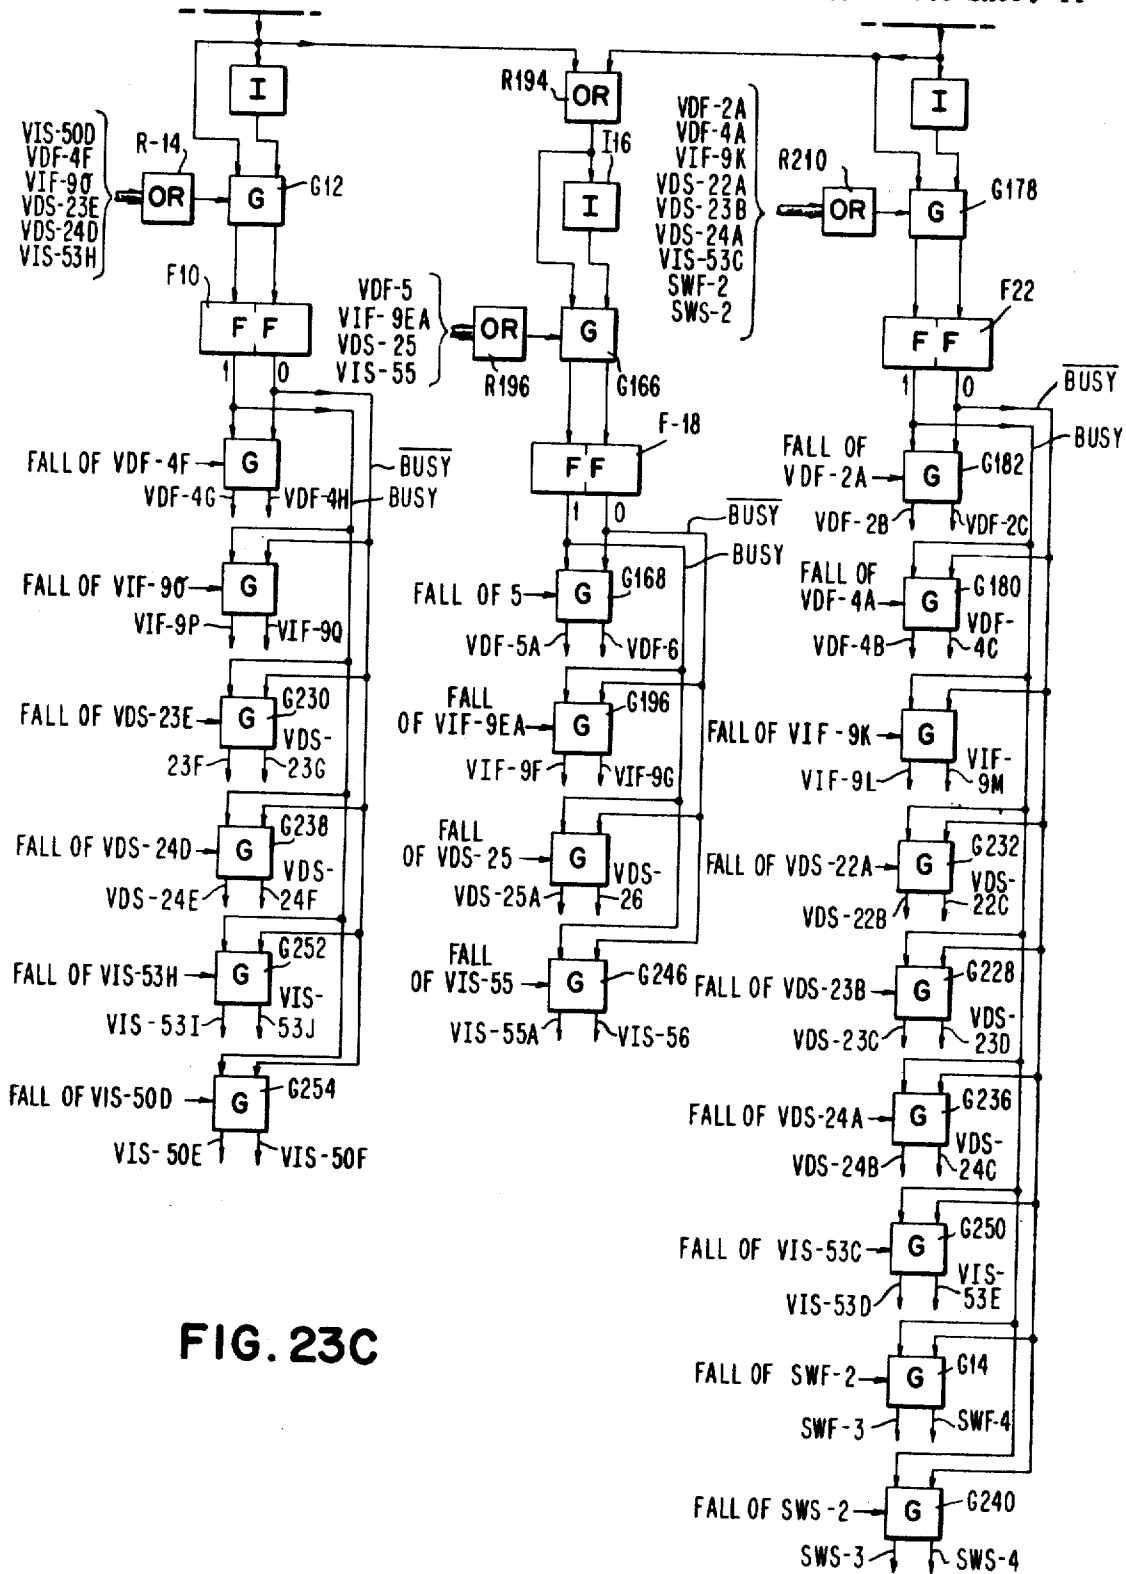 I
VIS-50D
VDF-4F
VIF-9O
VDS-23E
VDS-24D
VIS-53H
R-14
OR
G
G12
F10
F F
1 0
BUSY
BUSY
FALL OF VDF-4F
G
VDF-4G
VDF-4H
FALL OF VIF-9O
G
VIF-9P
VIF-9Q
FALL OF VDS-23E
G
G230
VDS-
23F
23G
FALL OF VDS-24D
G
G238
VDS-
VDS-24E
24F
FALL OF VIS-53H
G
G252
VIS-
VIS-53I
53J
FALL OF VIS-50D
G
G254
VIS-50E
VIS-50F
R194
OR
I16
I
VDF-5
VIF-9EA
VDS-25
VIS-55
OR
R196
G
G166
F-18
F F
1 0
BUSY
BUSY
FALL OF 5
G
G168
VDF-5A
VDF-6
FALL
OF VIF-9EA
G
G196
VIF-9F
VIF-9G
FALL
OF VDS-25
G
VDS-
VDS-25A
26
FALL
OF VIS-55
G
G246
VIS-55A
VIS-56
I
VDF-2A
VDF-4A
VIF-9K
VDS-22A
VDS-23B
VDS-24A
VIS-53C
SWF-2
SWS-2
R210
OR
G
G178
F22
F F
1 0
BUSY
BUSY
FALL OF
VDF-2A
G
G182
VDF-2B
VDF-2C
FALL OF
VDF-4A
G
G180
VDF-
VDF-4B
4C
FALL OF VIF-9K
G
VIF-
VIF-9L
9M
FALL OF VDS-22A
G
G232
VDS-
VDS-22B
22C
FALL OF VDS-23B
G
G228
VDS-
VDS-23C
23D
FALL OF VDS-24A
G
G236
VDS-
VDS-24B
24C
FALL OF VIS-53C
G
G250
VIS-
VIS-53D
53E
FALL OF SWF-2
G
G14
SWF-3
SWF-4
FALL OF SWS-2
G
G240
SWS-3
SWS-4
FIG. 23C